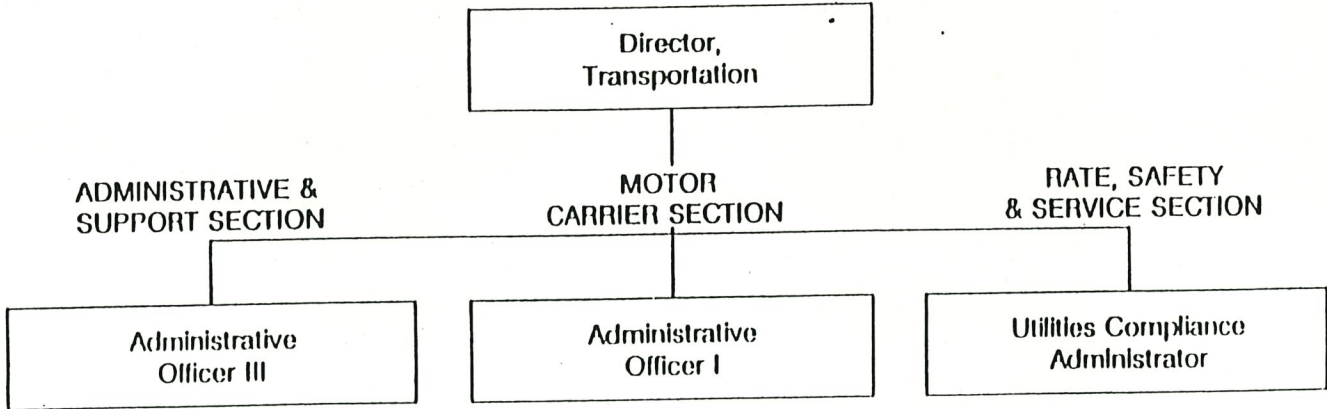 Director,
Transportation
ADMINISTRATIVE &
SUPPORT SECTION
MOTOR
CARRIER SECTION
RATE, SAFETY
& SERVICE SECTION
Administrative
Officer III
Administrative
Officer I
Utilities Compliance
Administrator